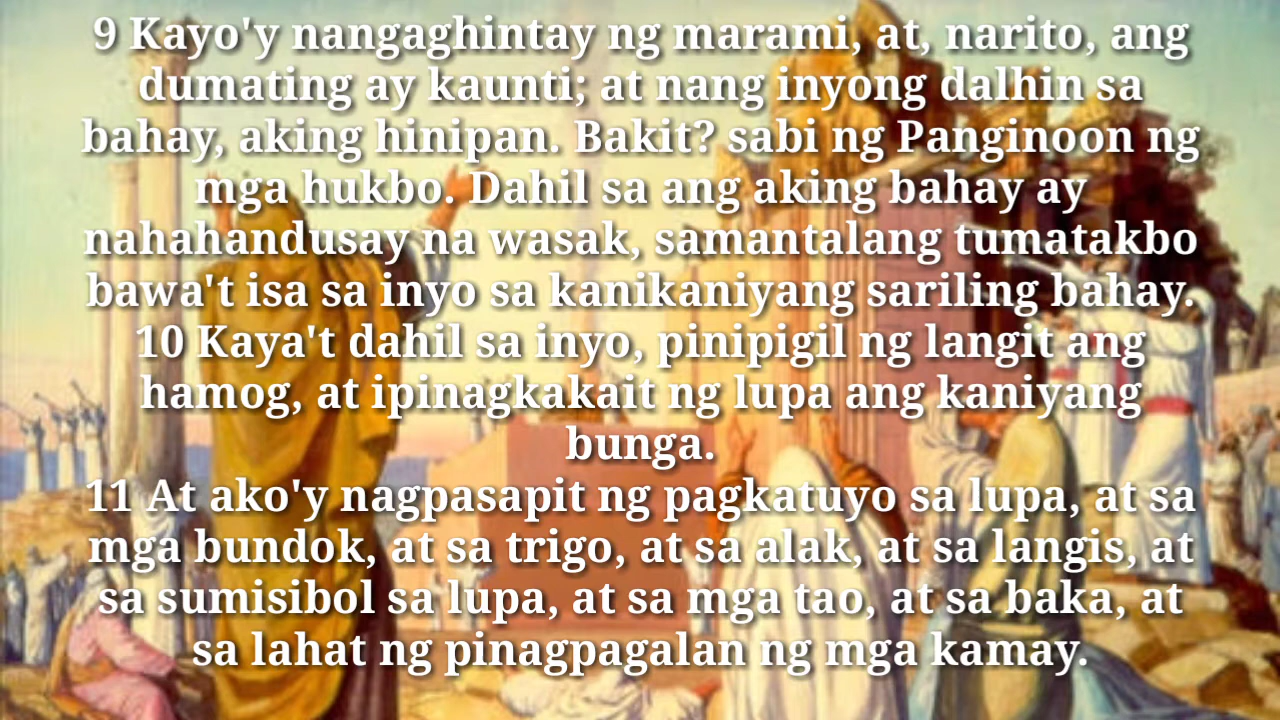 9 Kayo'y nangaghintay ng marami, at, narito, ang
dumating ay kaunti; at nang inyong dalhin sa
bahay, aking hinipan. Bakit? sabi ng Panginoon ng
mga hukbo. Dahil sa ang aking bahay ay
nahahandusay na wasak, samantalang tumatakbo
bawa't isa sa inyo sa kanikaniyang sariling bahay.
10 Kaya't dahil sa inyo, pinipigil ng langit ang
hamog, at ipinagkakait ng lupa ang kaniyang
bunga.
11 At ako'y nagpasapit ng pagkatuyo sa lupa, at sa
mga bundok, at sa trigo, at sa alak, at sa langis, at
sa sumisibol sa lupa, at sa mga tao, at sa baka, at
sa lahat ng pinagpagalan ng mga kamay.